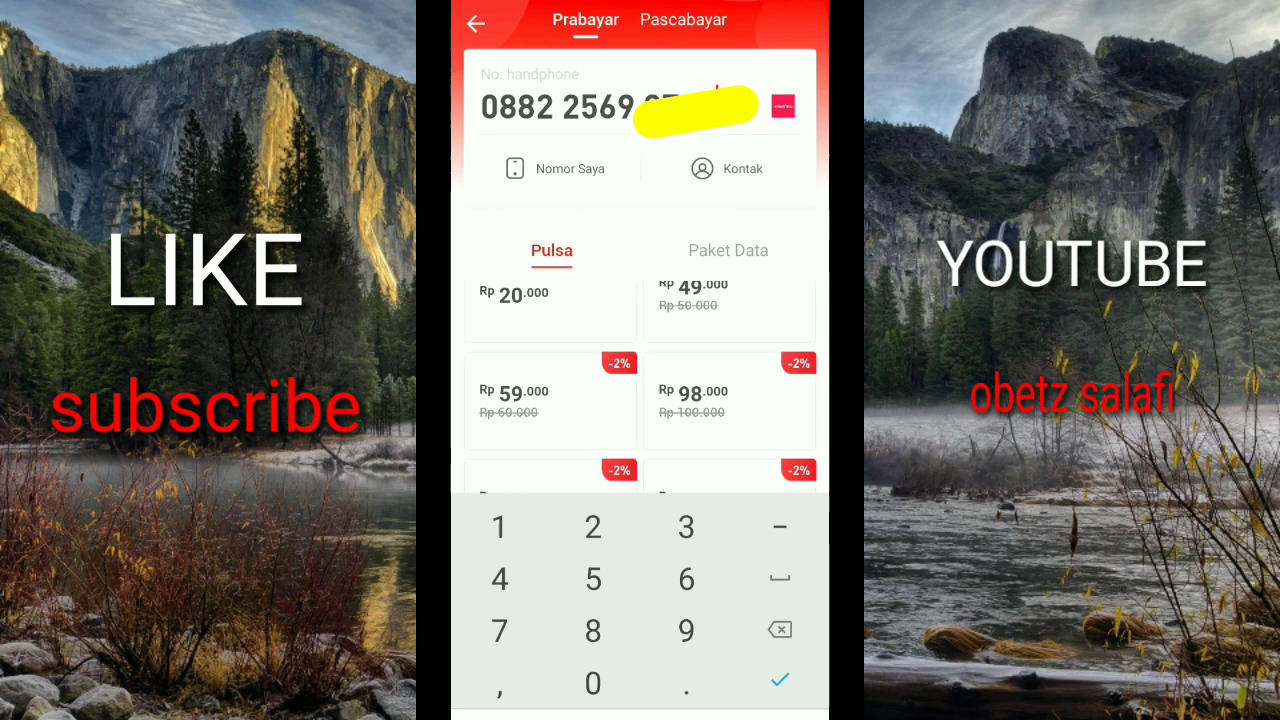 Prabayar Pascabayar
No. handphone
0882 2569
Nomor Saya
Kontak
Pulsa
Paket Data
Rp 20.000
Rp 49.000
Rp 50.000
-2%
-2%
Rp 59.000
Rp 98.000
Rp 60.000
Rp 100.000
-2%
-2%
1 2 3 -
4 5 6
7 8 9
, 0 .
LIKE
subscribe
YOUTUBE
obetz salafi